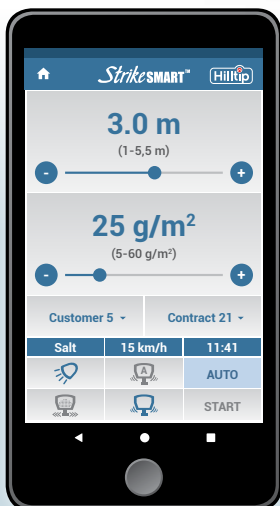 StrikeSMART™ Hilltip
3.0 m
(1-5,5 m)
- +
25 g/m²
(5-60 g/m²)
- +
Customer 5 Contract 21
Salt 15 km/h 11:41
A AUTO
START